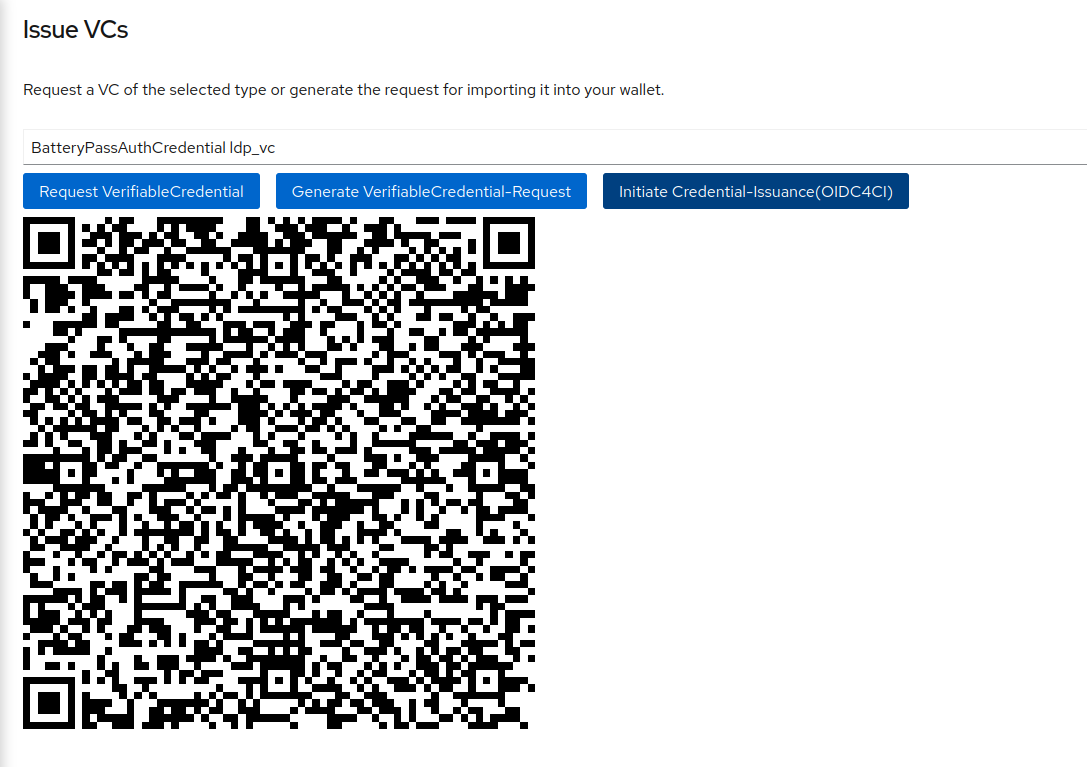 Issue VCs
Request a VC of the selected type or generate the request for importing it into your wallet.
BatteryPassAuthCredential ldp_vc
Request VerifiableCredential
Generate VerifiableCredential-Request
Initiate Credential-Issuance(OIDC4CI)